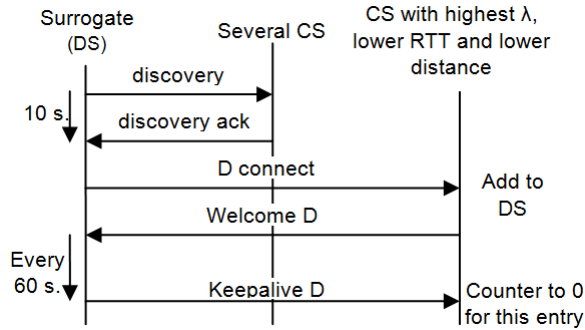 Surrogate
(DS)
Several CS
CS with highest λ,
lower RTT and lower
distance
discovery
10 s.
discovery ack
D connect
Add to
DS
Welcome D
Every
60 s.
Keepalive D
Counter to 0
for this entry